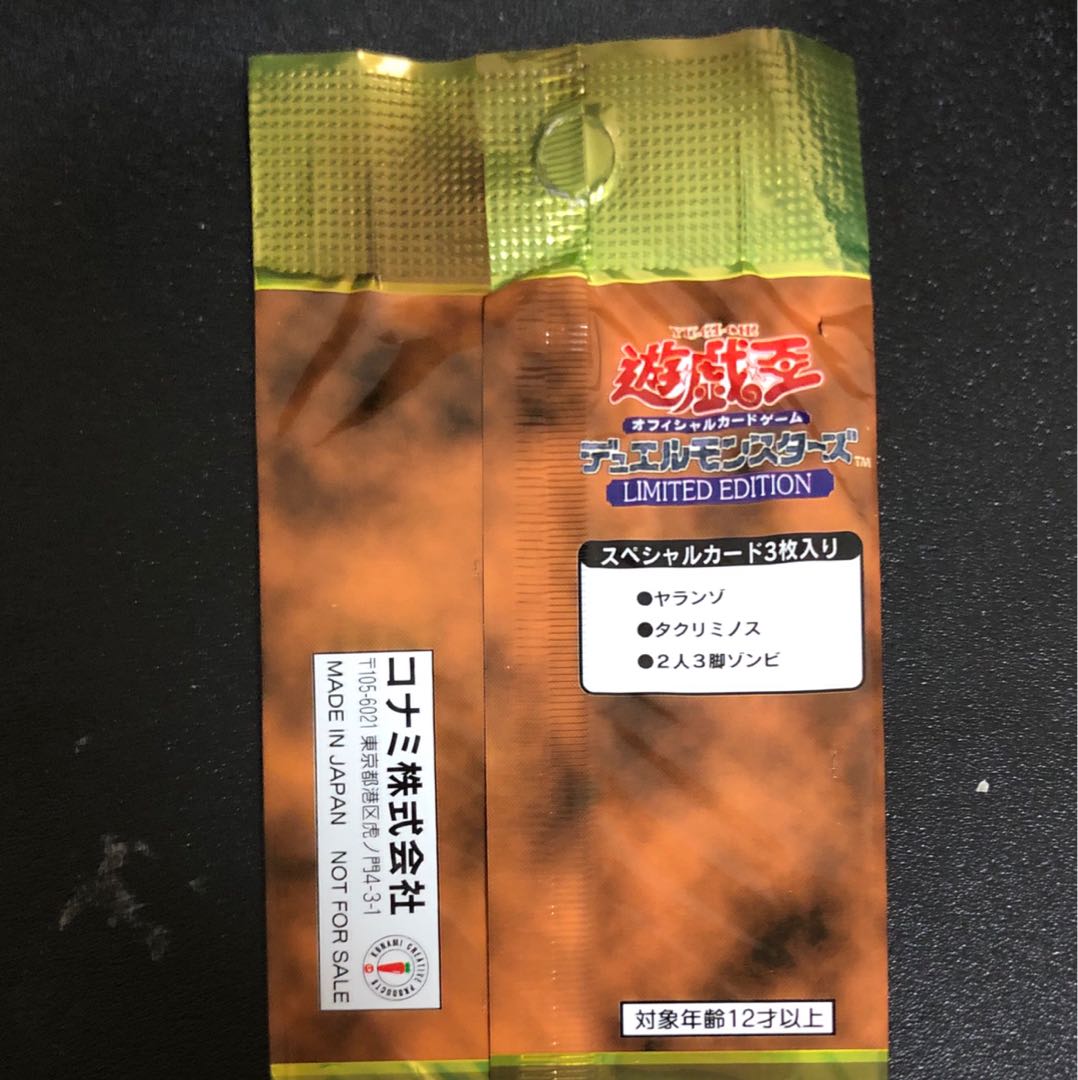 遊戯王
オフィシャルカードゲーム
デュエルモンスターズ™
LIMITED EDITION
スペシャルカード3枚入り
●ヤランゾ
●タクリミノス
●2人3脚ゾンビ
コナミ株式会社
〒105-6021 東京都港区虎ノ門4-3-1
MADE IN JAPAN NOT FOR SALE
KONAMI CREATIVE PRODUCTS
対象年齢12才以上